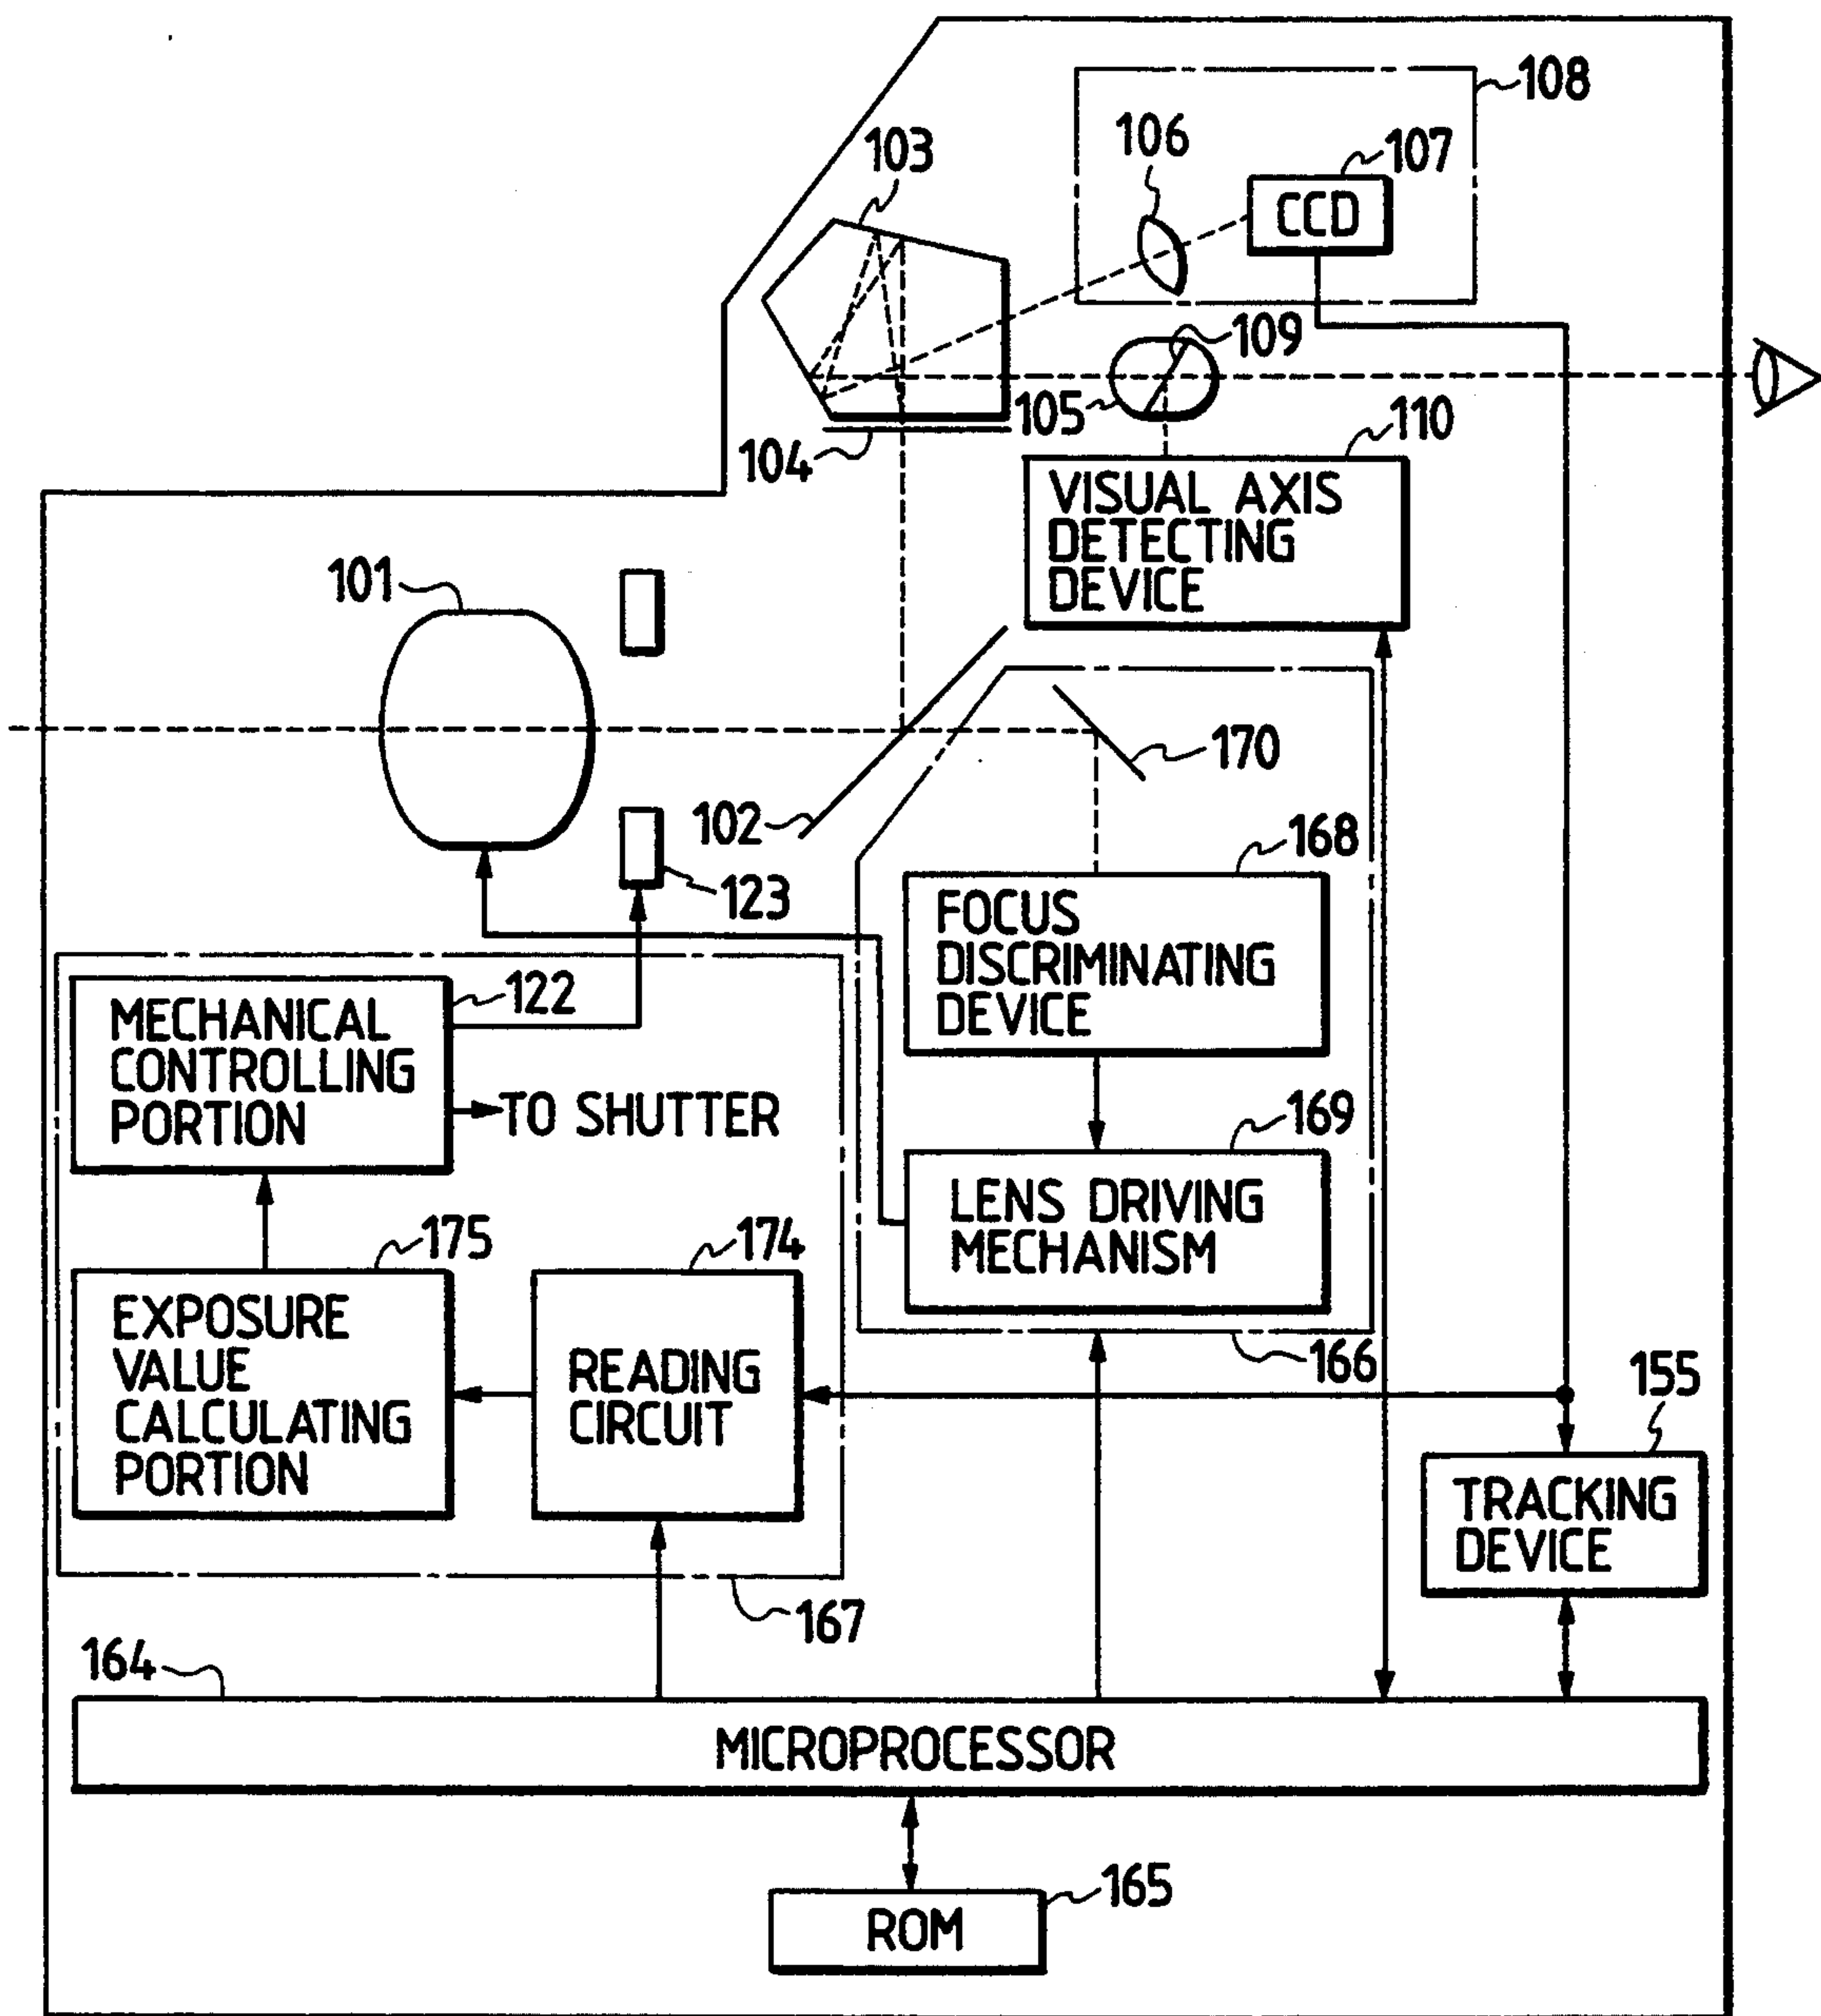 108
106
107
CCD
103
109
105
104
110
VISUAL AXIS
DETECTING
DEVICE
101
170
102
123
168
FOCUS
DISCRIMINATING
DEVICE
122
MECHANICAL
CONTROLLING
PORTION
TO SHUTTER
169
LENS DRIVING
MECHANISM
175
174
EXPOSURE
VALUE
CALCULATING
PORTION
READING
CIRCUIT
166
155
TRACKING
DEVICE
167
164
MICROPROCESSOR
165
ROM